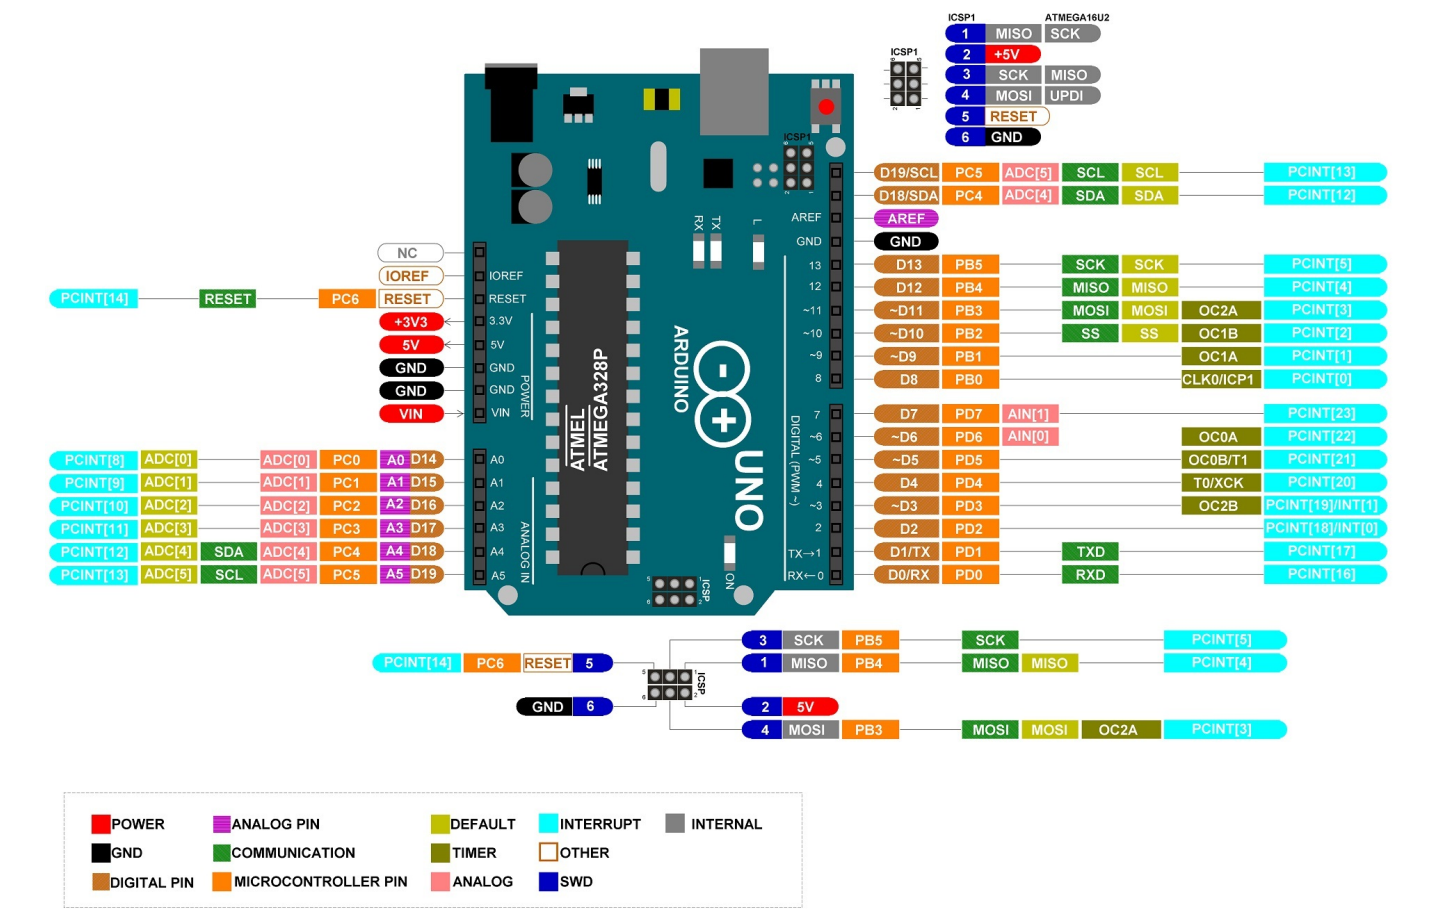 ICSP1 ATMEGA16U2
1 MISO SCK
2 +5V
3 SCK MISO
4 MOSI UPDI
5 RESET
6 GND
ICSP1
ICSP1
D19/SCL PC5 ADC[5] SCL SCL PCINT[13]
D18/SDA PC4 ADC[4] SDA SDA PCINT[12]
AREF AREF
GND GND
13 D13 PB5 SCK SCK PCINT[5]
12 D12 PB4 MISO MISO PCINT[4]
~11 ~D11 PB3 MOSI MOSI OC2A PCINT[3]
~10 ~D10 PB2 SS SS OC1B PCINT[2]
~9 ~D9 PB1 OC1A PCINT[1]
8 D8 PB0 CLK0/ICP1 PCINT[0]
7 D7 PD7 AIN[1] PCINT[23]
~6 ~D6 PD6 AIN[0] OC0A PCINT[22]
~5 ~D5 PD5 OC0B/T1 PCINT[21]
4 D4 PD4 T0/XCK PCINT[20]
~3 ~D3 PD3 OC2B PCINT[19]/INT[1]
2 D2 PD2 PCINT[18]/INT[0]
TX→1 D1/TX PD1 TXD PCINT[17]
RX←0 D0/RX PD0 RXD PCINT[16]
DIGITAL (PWM ~)
RX
TX
L
NC
IOREF IOREF
PCINT[14] RESET PC6 RESET RESET
+3V3 3.3V
5V 5V
GND GND
GND GND
VIN VIN
POWER
PCINT[8] ADC[0] ADC[0] PC0 A0 D14 A0
PCINT[9] ADC[1] ADC[1] PC1 A1 D15 A1
PCINT[10] ADC[2] ADC[2] PC2 A2 D16 A2
PCINT[11] ADC[3] ADC[3] PC3 A3 D17 A3
PCINT[12] ADC[4] SDA ADC[4] PC4 A4 D18 A4
PCINT[13] ADC[5] SCL ADC[5] PC5 A5 D19 A5
ANALOG IN
ATMEL
ATMEGA328P
ARDUINO
UNO
ON
ICSP
3 SCK PB5 SCK PCINT[5]
PCINT[14] PC6 RESET 5
1 MISO PB4 MISO MISO PCINT[4]
ICSP
GND 6
2 5V
4 MOSI PB3 MOSI MOSI OC2A PCINT[3]
POWER ANALOG PIN DEFAULT INTERRUPT INTERNAL
GND COMMUNICATION TIMER OTHER
DIGITAL PIN MICROCONTROLLER PIN ANALOG SWD